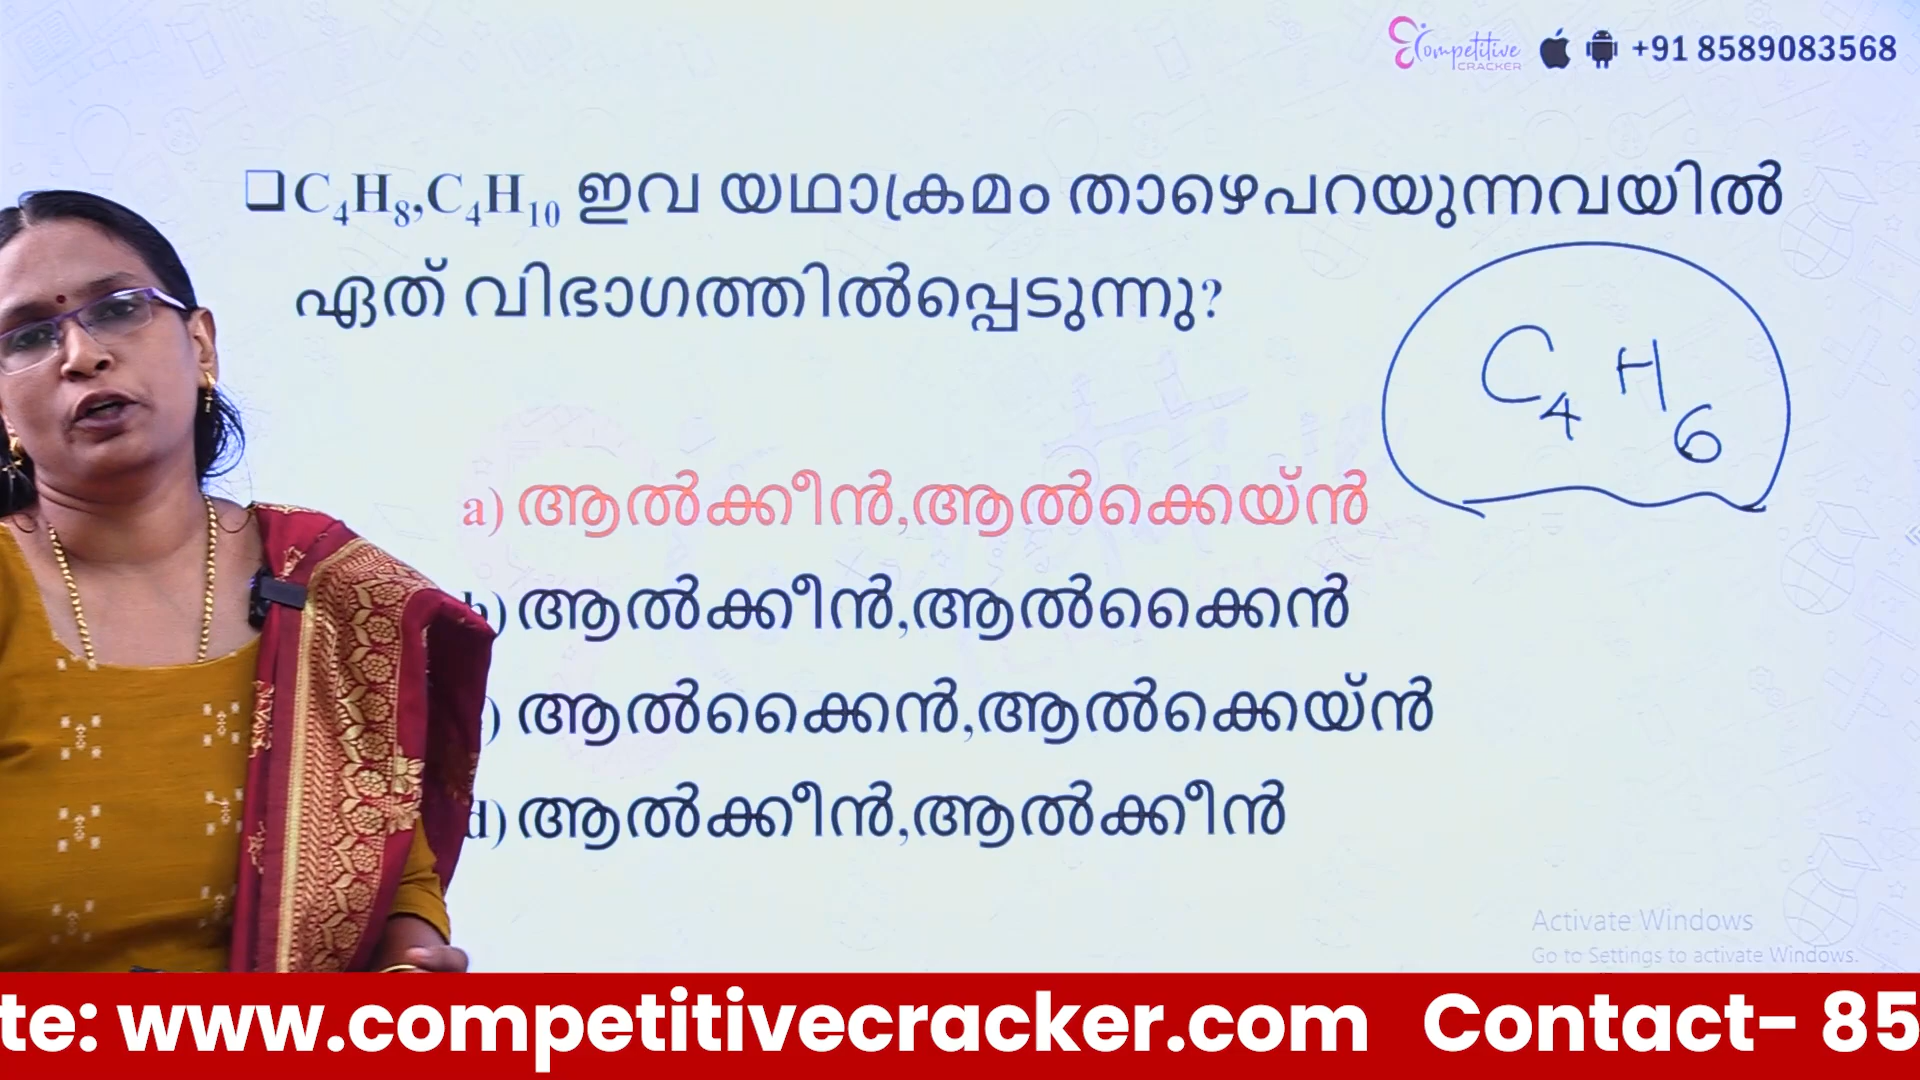 Competitive CRACKER +91 8589083568
❑C₄H₈,C₄H₁₀ ഇവ യഥാക്രമം താഴെപറയുന്നവയിൽ
ഏത് വിഭാഗത്തിൽപ്പെടുന്നു?
C₄H₆
a) ആൽക്കീൻ,ആൽക്കെയ്ൻ
b) ആൽക്കീൻ,ആൽക്കൈൻ
) ആൽക്കൈൻ,ആൽക്കെയ്ൻ
d) ആൽക്കീൻ,ആൽക്കീൻ
Activate Windows
Go to Settings to activate Windows.
te: www.competitivecracker.com Contact- 85